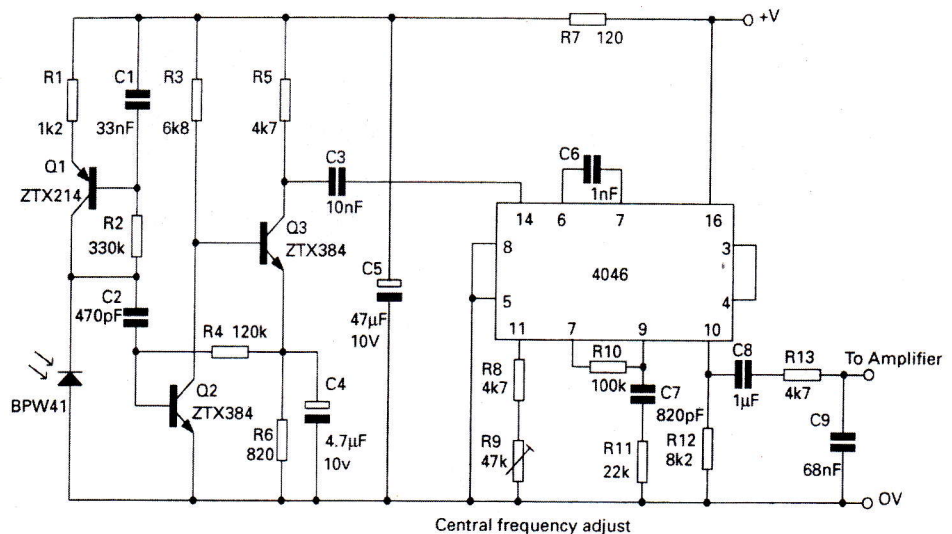 +V
R7 120
R1
1k2
C1
33nF
R3
6k8
R5
4k7
Q1
ZTX214
C3
10nF
C6
1nF
14
6
7
16
R2
330k
Q3
ZTX384
8
3
4046
C5
47µF
10V
5
4
C2
470pF
11
7
9
10
R4 120k
R8
4k7
R10
100k
C8
1µF
R13
4k7
To Amplifier
BPW41
Q2
ZTX384
C4
4.7µF
10v
C7
820pF
R6
820
R9
47k
R11
22k
R12
8k2
C9
68nF
OV
Central frequency adjust